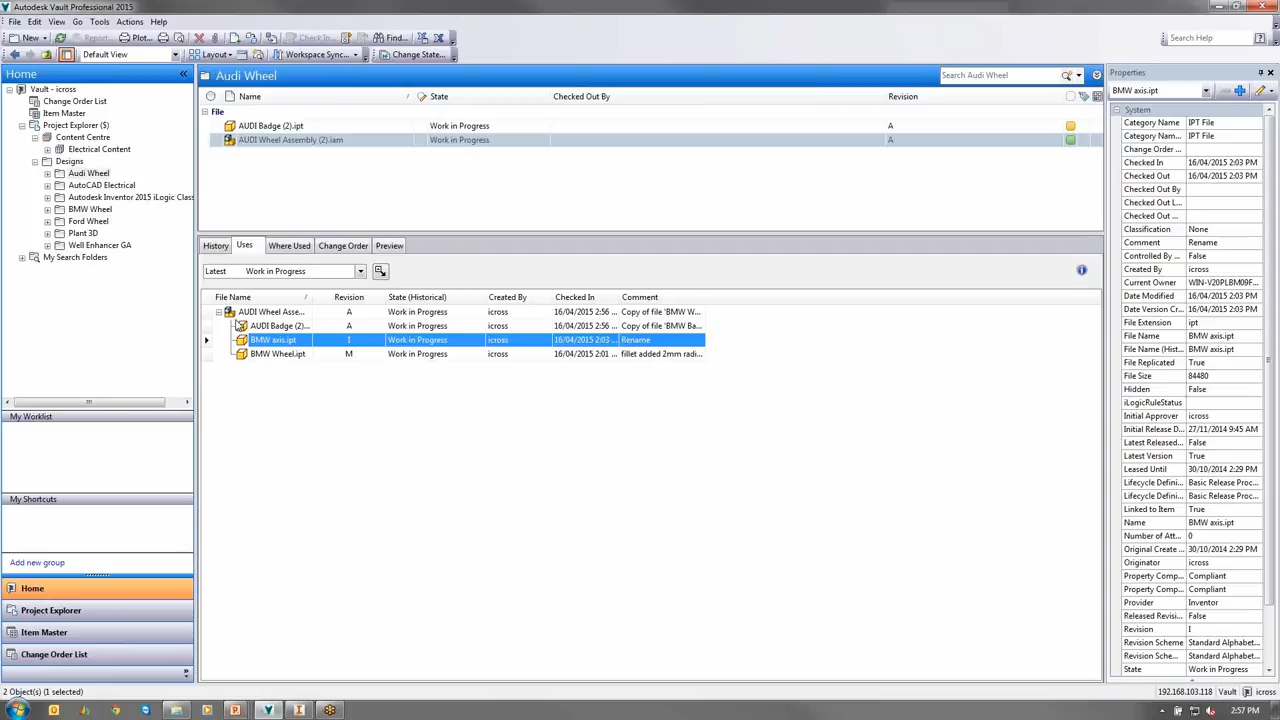 Autodesk Vault Professional 2015
File Edit View Go Tools Actions Help
New Report... Plot... Check In... Find... Search Help
Default View Layout Workspace Sync... Change State...
Home
Vault - icross
Change Order List
Item Master
Project Explorer ($)
Content Centre
Electrical Content
Designs
Audi Wheel
AutoCAD Electrical
Autodesk Inventor 2015 iLogic Class
BMW Wheel
Ford Wheel
Plant 3D
Well Enhancer GA
My Search Folders
My Worklist
My Shortcuts
Add new group
Home
Project Explorer
Item Master
Change Order List
2 Object(s) (1 selected)
Audi Wheel Search Audi Wheel
Name State Checked Out By Revision
File
AUDI Badge (2).ipt Work in Progress A
AUDI Wheel Assembly (2).iam Work in Progress A
History Uses Where Used Change Order Preview
Latest Work in Progress
File Name Revision State (Historical) Created By Checked In Comment
AUDI Wheel Asse... A Work in Progress icross 16/04/2015 2:56 ... Copy of file 'BMW W...
AUDI Badge (2)... A Work in Progress icross 16/04/2015 2:56 ... Copy of file 'BMW Ba...
BMW axis.ipt I Work in Progress icross 16/04/2015 2:03 ... Rename
BMW Wheel.ipt M Work in Progress icross 16/04/2015 2:01 ... fillet added 2mm radi...
Properties
BMW axis.ipt
System
Category Name IPT File
Category Nam... IPT File
Change Order ...
Checked In 16/04/2015 2:03 PM
Checked Out 16/04/2015 2:03 PM
Checked Out By
Checked Out L...
Checked Out ...
Classification None
Comment Rename
Controlled By ... False
Created By icross
Current Owner WIN-V20PLBM09F...
Date Modified 16/04/2015 2:03 PM
Date Version Cr... 16/04/2015 2:03 PM
File Extension ipt
File Name BMW axis.ipt
File Name (Hist... BMW axis.ipt
File Replicated True
File Size 84480
Hidden False
iLogicRuleStatus
Initial Approver icross
Initial Release D... 27/11/2014 9:45 AM
Latest Released... False
Latest Version True
Leased Until 30/10/2014 2:29 PM
Lifecycle Defini... Basic Release Proc...
Lifecycle Defini... Basic Release Proc...
Linked to Item True
Name BMW axis.ipt
Number of Att... 0
Original Create ... 30/10/2014 2:29 PM
Originator icross
Property Comp... Compliant
Property Comp... Compliant
Provider Inventor
Released Revisi... False
Revision I
Revision Scheme Standard Alphabet...
Revision Sche... Standard Alphabet...
State Work in Progress
192.168.103.118 Vault icross
2:57 PM